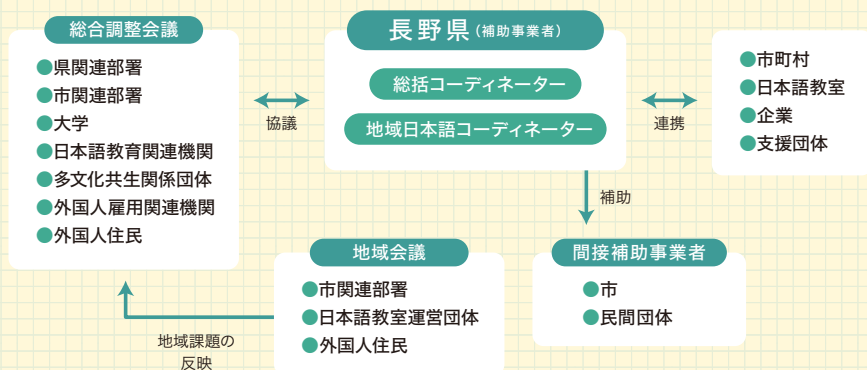 総合調整会議
●県関連部署
●市関連部署
●大学
●日本語教育関連機関
●多文化共生関係団体
●外国人雇用関連機関
●外国人住民
協議
長野県（補助事業者）
総括コーディネーター
地域日本語コーディネーター
連携
●市町村
●日本語教室
●企業
●支援団体
補助
地域会議
●市関連部署
●日本語教室運営団体
●外国人住民
間接補助事業者
●市
●民間団体
地域課題の
反映